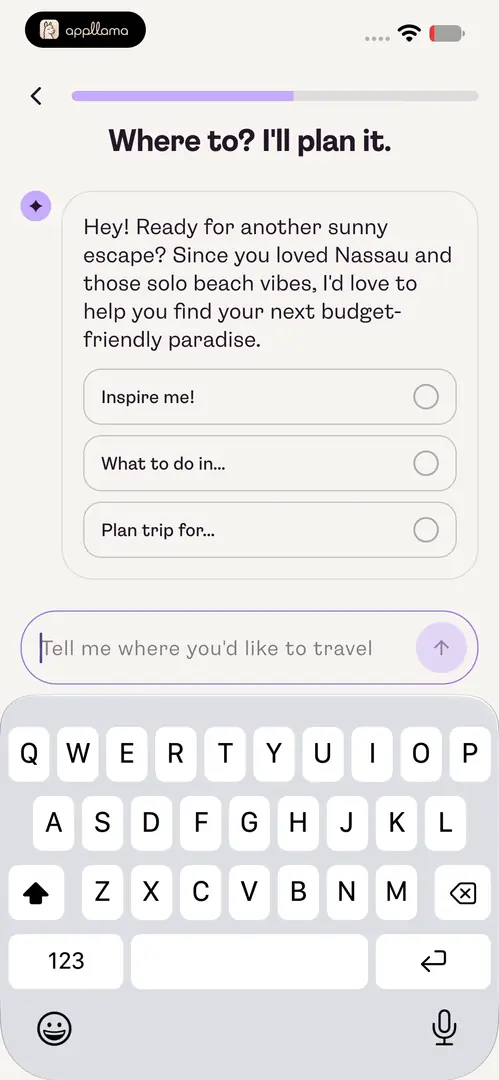 appllama
Where to? I'll plan it.
Hey! Ready for another sunny
escape? Since you loved Nassau and
those solo beach vibes, I'd love to
help you find your next budget-
friendly paradise.
Inspire me!
What to do in...
Plan trip for...
Tell me where you'd like to travel
Q W E R T Y U I O P
A S D F G H J K L
Z X C V B N M
123